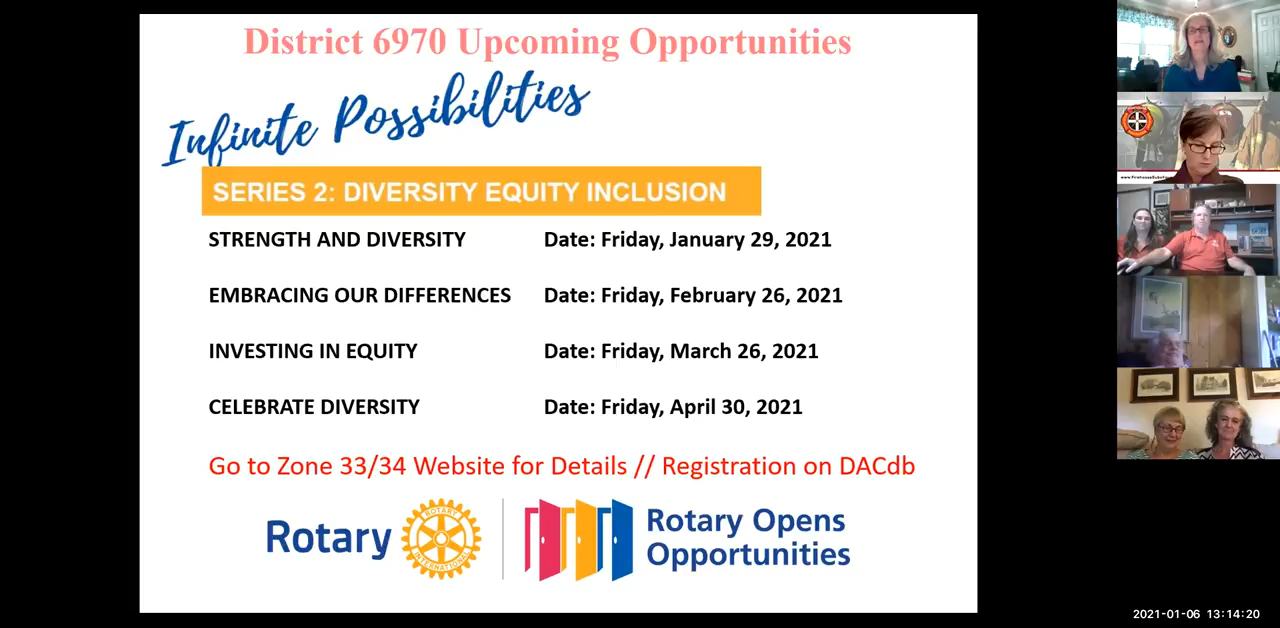 District 6970 Upcoming Opportunities
Infinite Possibilities
SERIES 2: DIVERSITY EQUITY INCLUSION
STRENGTH AND DIVERSITY Date: Friday, January 29, 2021
EMBRACING OUR DIFFERENCES Date: Friday, February 26, 2021
INVESTING IN EQUITY Date: Friday, March 26, 2021
CELEBRATE DIVERSITY Date: Friday, April 30, 2021
Go to Zone 33/34 Website for Details // Registration on DACdb
Rotary
ROTARY
INTERNATIONAL
Rotary Opens
Opportunities
2021-01-06 13:14:20